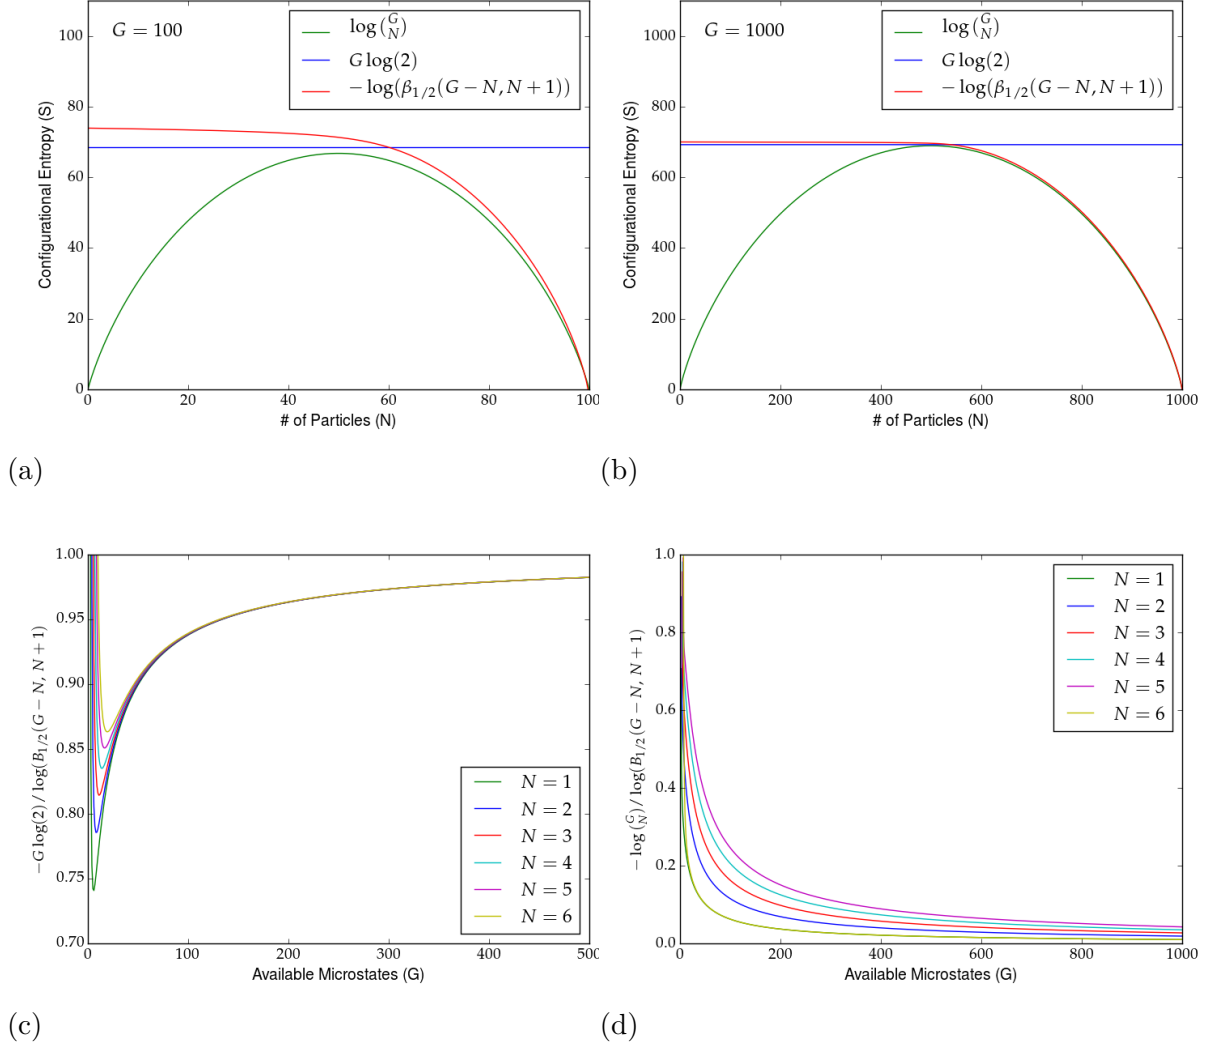 G = 100
log(G N)
G log(2)
− log(β1/2(G − N, N + 1))
Configurational Entropy (S)
100
80
60
40
20
0
0 20 40 60 80 100
# of Particles (N)
(a)
G = 1000
log(G N)
G log(2)
− log(β1/2(G − N, N + 1))
Configurational Entropy (S)
1000
800
600
400
200
0
0 200 400 600 800 1000
# of Particles (N)
(b)
−G log(2)/ log(B1/2(G − N, N + 1)
1.00
0.95
0.90
0.85
0.80
0.75
0.70
N = 1
N = 2
N = 3
N = 4
N = 5
N = 6
0 100 200 300 400 500
Available Microstates (G)
(c)
− log(G N)/ log(B1/2(G − N, N + 1)
1.0
0.8
0.6
0.4
0.2
0.0
N = 1
N = 2
N = 3
N = 4
N = 5
N = 6
0 200 400 600 800 1000
Available Microstates (G)
(d)